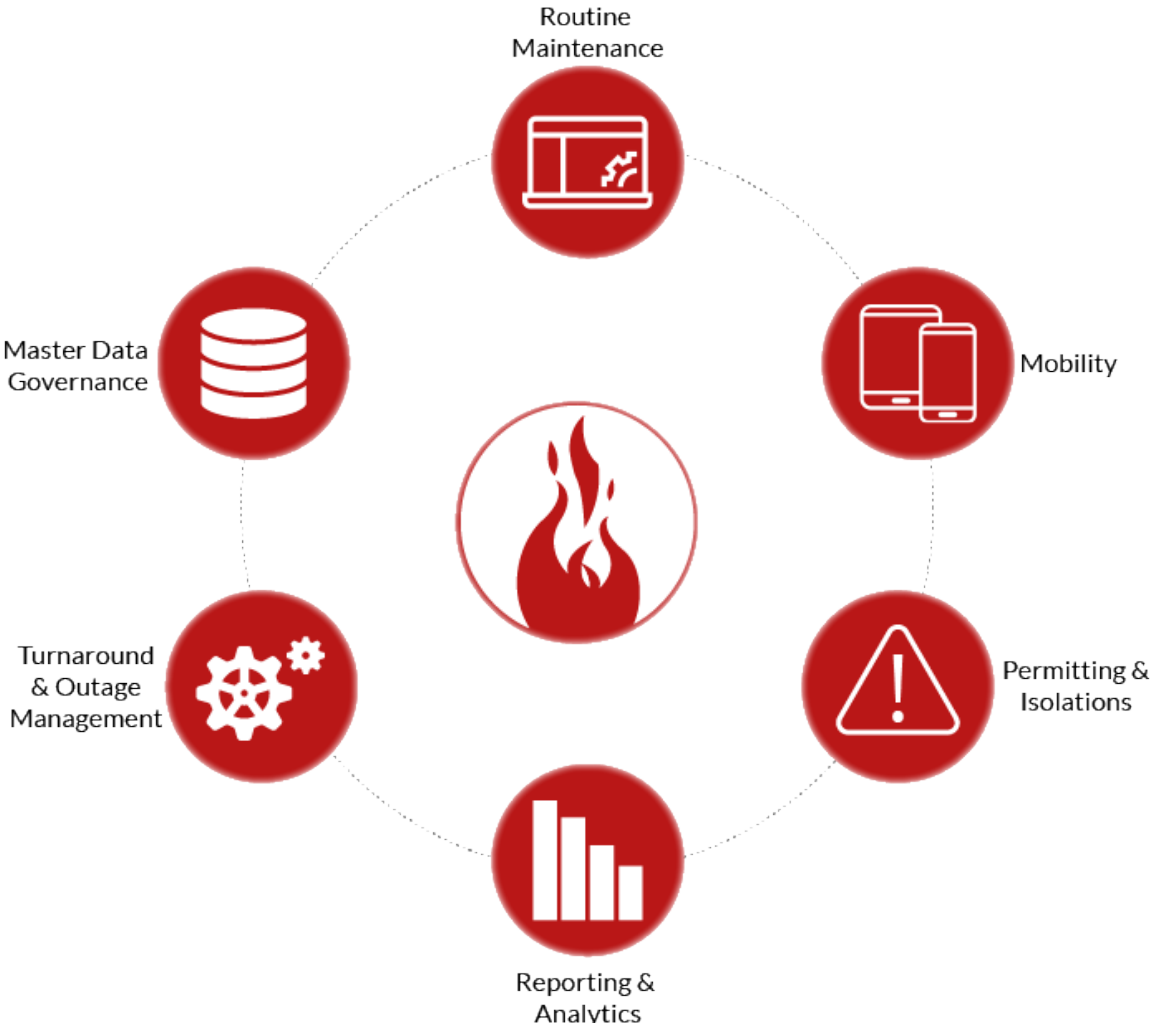 Routine
Maintenance
Mobility
Permitting &
Isolations
Reporting &
Analytics
Turnaround
& Outage
Management
Master Data
Governance